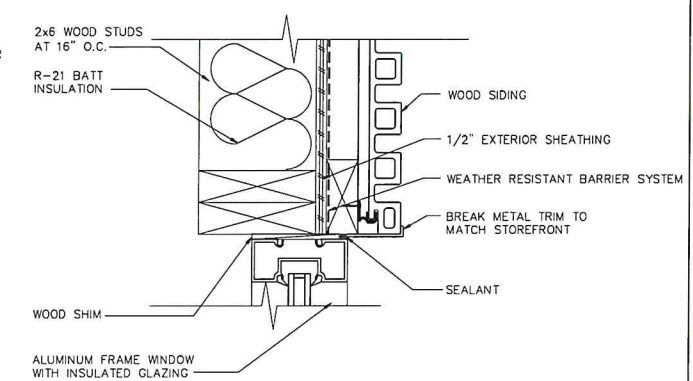 2x6 WOOD STUDS
AT 16" O.C.
R-21 BATT
INSULATION
WOOD SIDING
1/2" EXTERIOR SHEATHING
WEATHER RESISTANT BARRIER SYSTEM
BREAK METAL TRIM TO
MATCH STOREFRONT
SEALANT
WOOD SHIM
ALUMINUM FRAME WINDOW
WITH INSULATED GLAZING